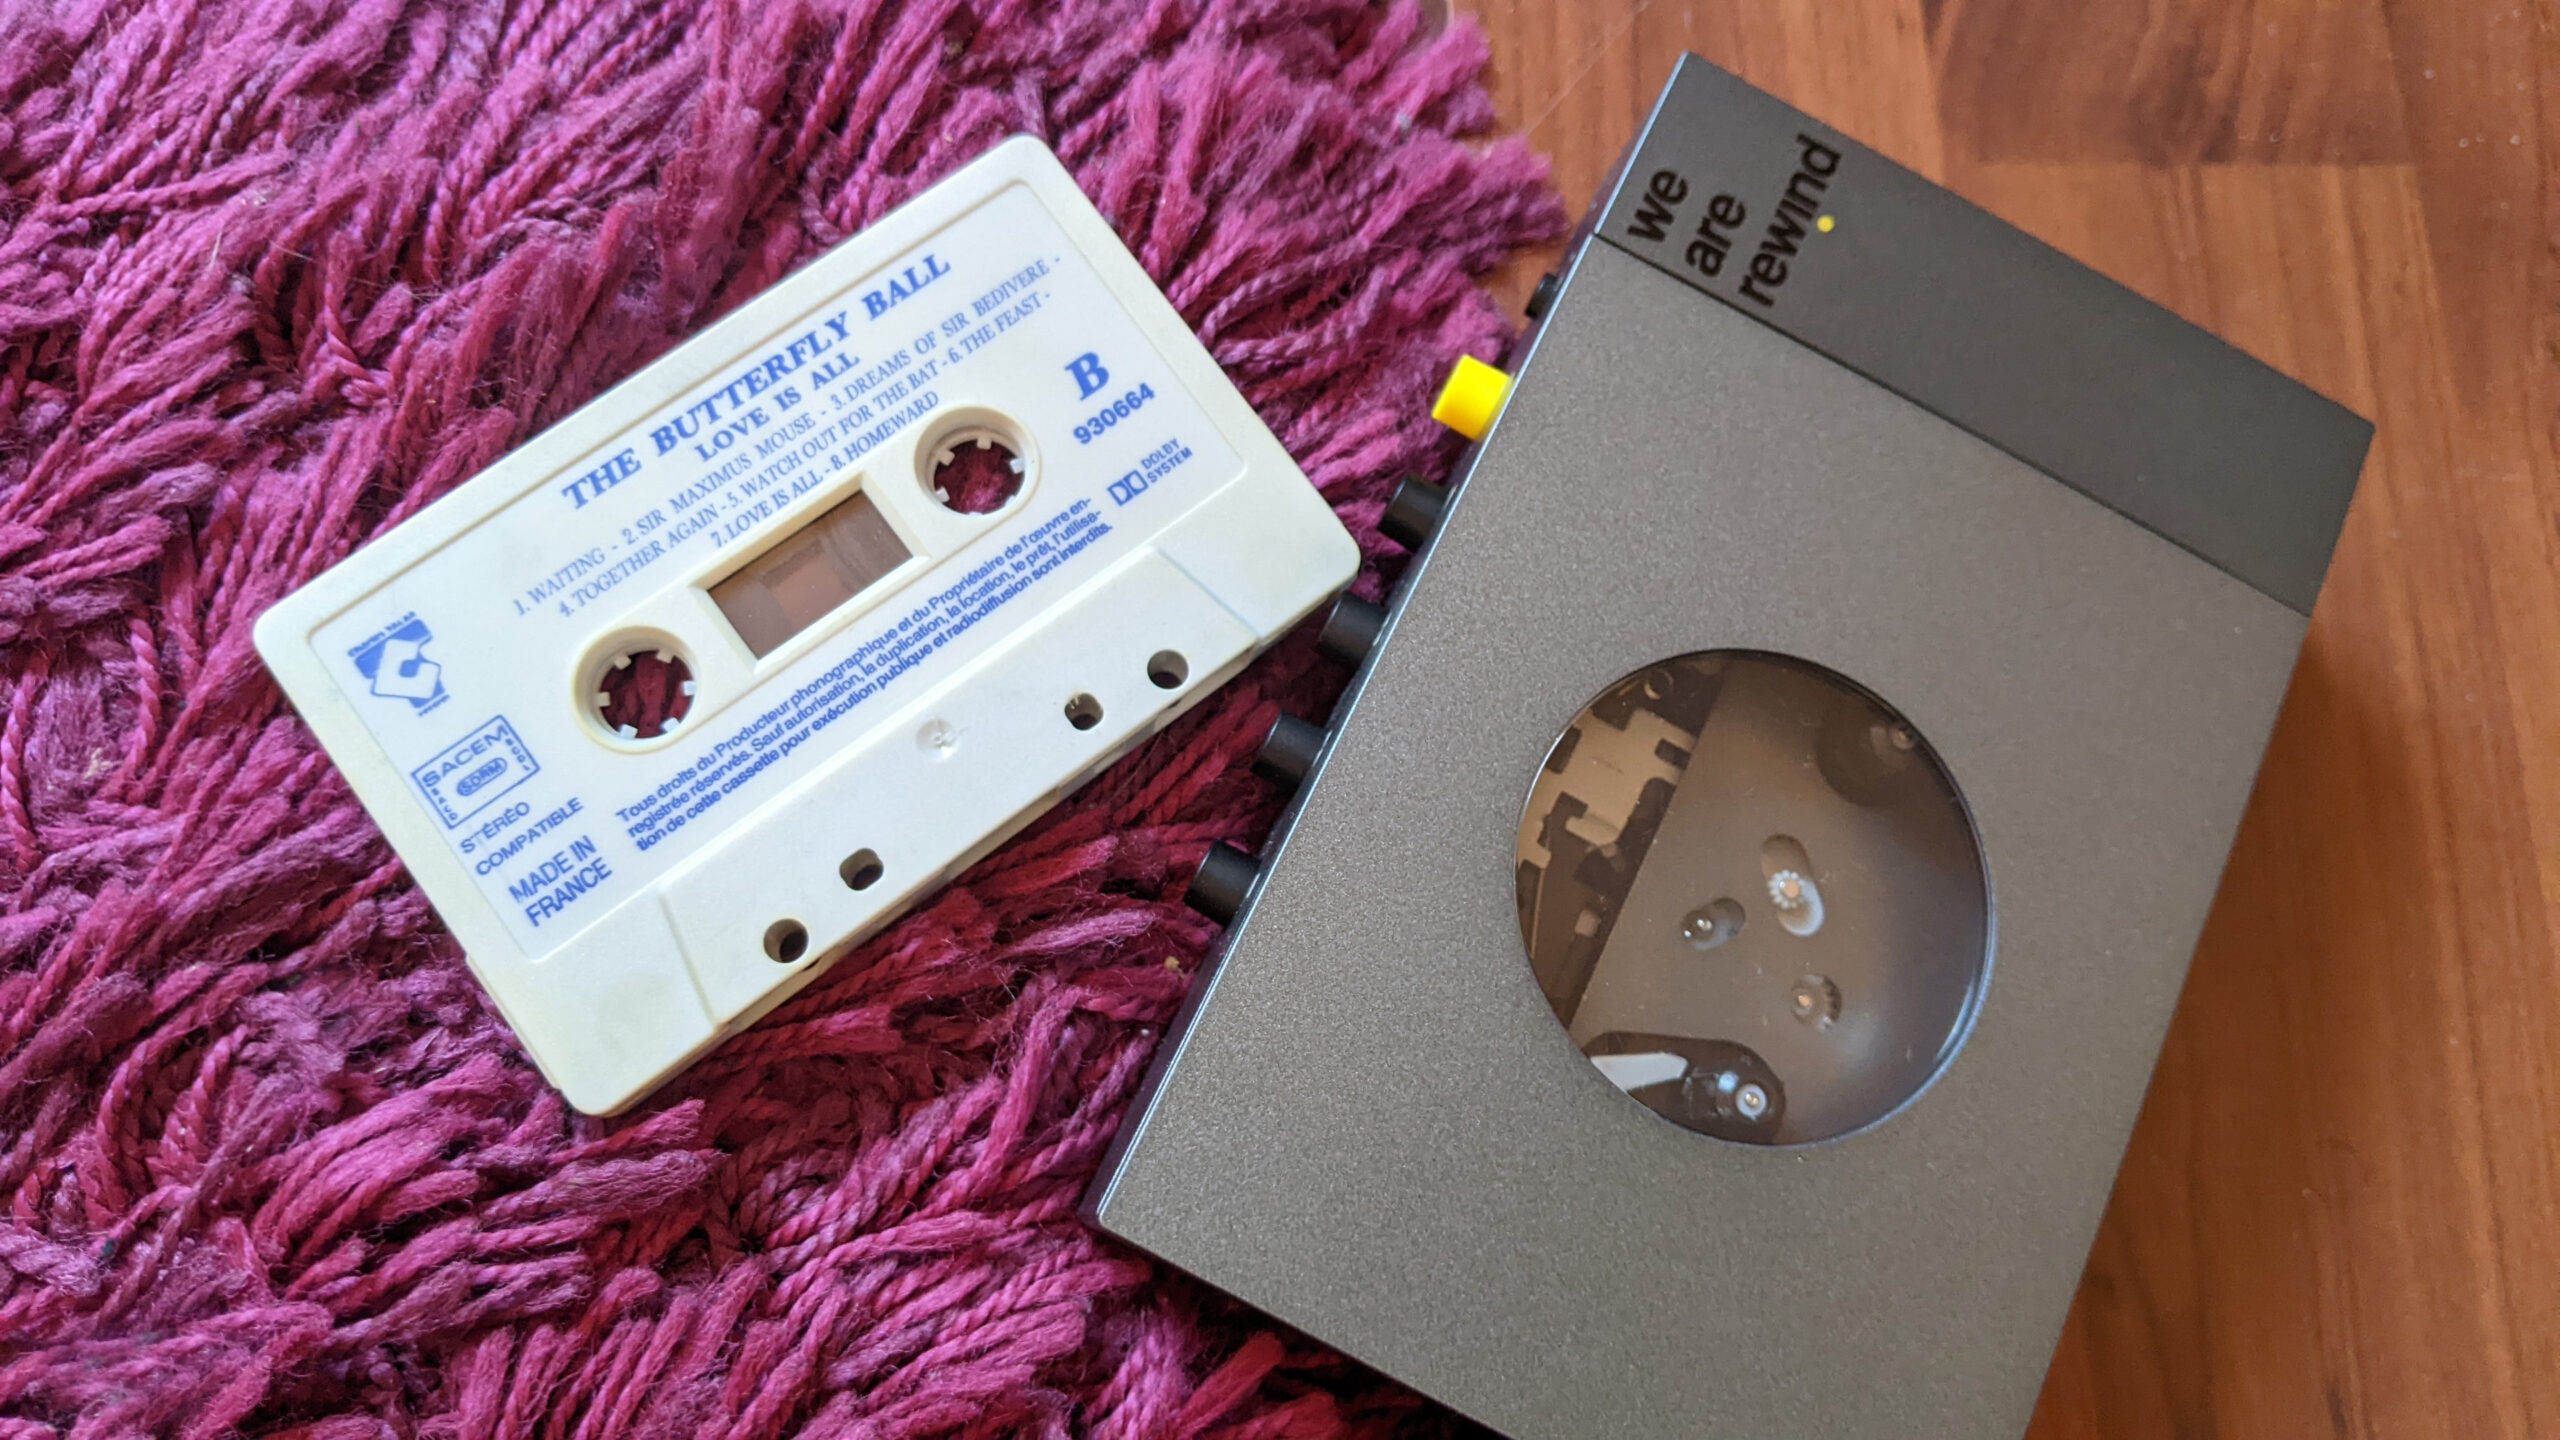 THE BUTTERFLY BALL
LOVE IS ALL
1. WAITING - 2. SIR MAXIMUS MOUSE - 3. DREAMS OF SIR BEDIVERE -
4. TOGETHER AGAIN - 5. WATCH OUT FOR THE BAT - 6. THE FEAST -
7. LOVE IS ALL - 8. HOMEWARD
B
930664
DOLBY
SYSTEM
SACEM
SDRM
STÉRÉO
COMPATIBLE
MADE IN
FRANCE
Tous droits du Producteur phonographique et du Propriétaire de l'œuvre en-
registrée réservés. Sauf autorisation, la duplication, la location, le prêt, l'utilisa-
tion de cette cassette pour exécution publique et radiodiffusion sont interdits.
we
are
rewind